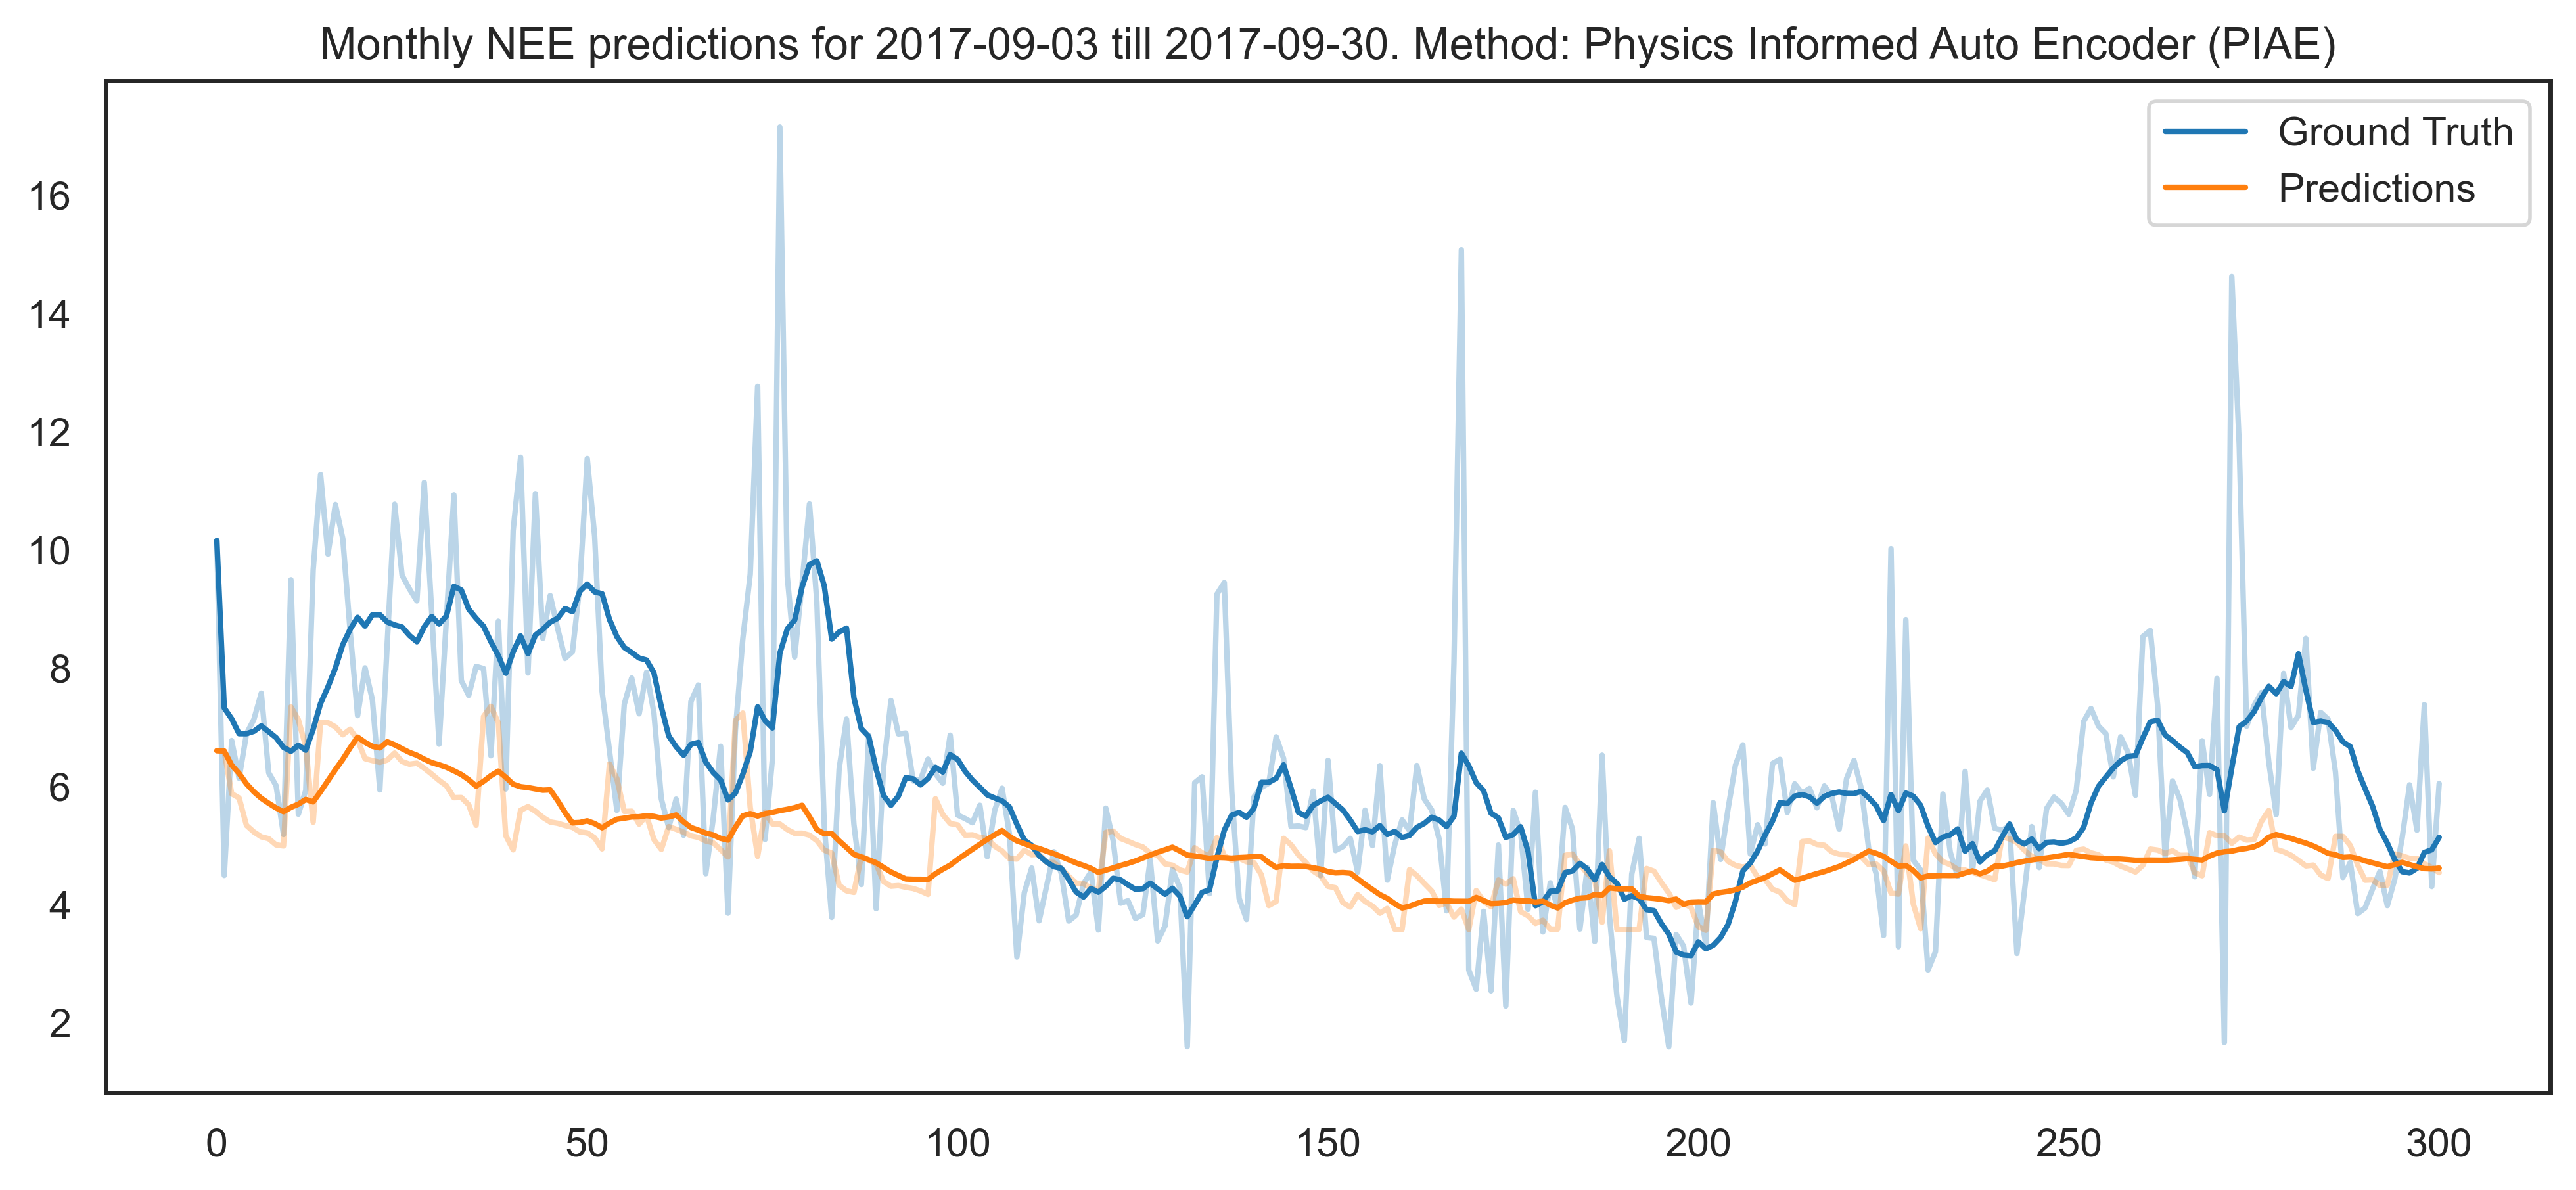 Monthly NEE predictions for 2017-09-03 till 2017-09-30. Method: Physics Informed Auto Encoder (PIAE)
Ground Truth
Predictions
16
14
12
10
8
6
4
2
0 50 100 150 200 250 300